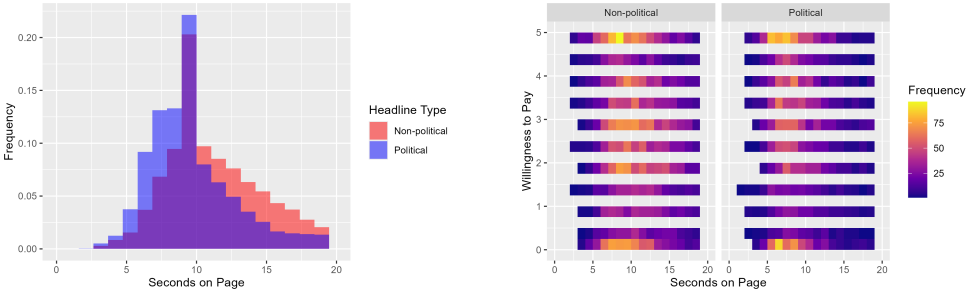 0.20
0.15
0.10
0.05
0.00
Frequency
0
5
10
15
20
Seconds on Page
Headline Type
Non-political
Political
Non-political
Political
5
4
3
2
1
0
Willingness to Pay
0
5
10
15
20
0
5
10
15
20
Seconds on Page
Frequency
75
50
25